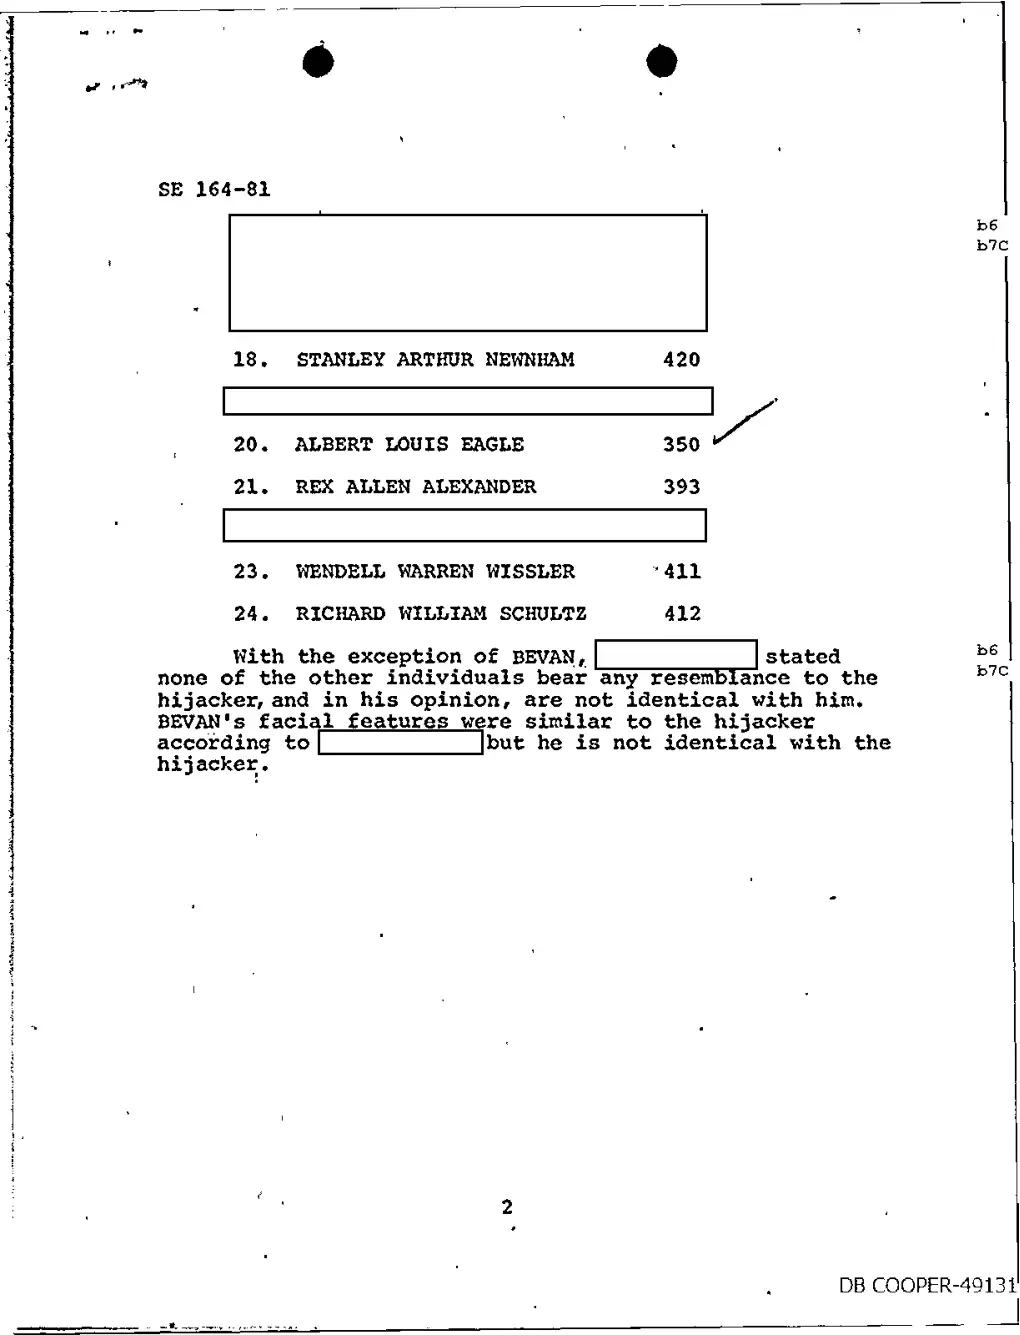 SE 164-81
b6
b7C
18. STANLEY ARTHUR NEWNHAM 420
20. ALBERT LOUIS EAGLE 350
21. REX ALLEN ALEXANDER 393
23. WENDELL WARREN WISSLER 411
24. RICHARD WILLIAM SCHULTZ 412
With the exception of BEVAN, stated
b6
b7C
none of the other individuals bear any resemblance to the
hijacker, and in his opinion, are not identical with him.
BEVAN's facial features were similar to the hijacker
according to but he is not identical with the
hijacker.
2
DB COOPER-49131